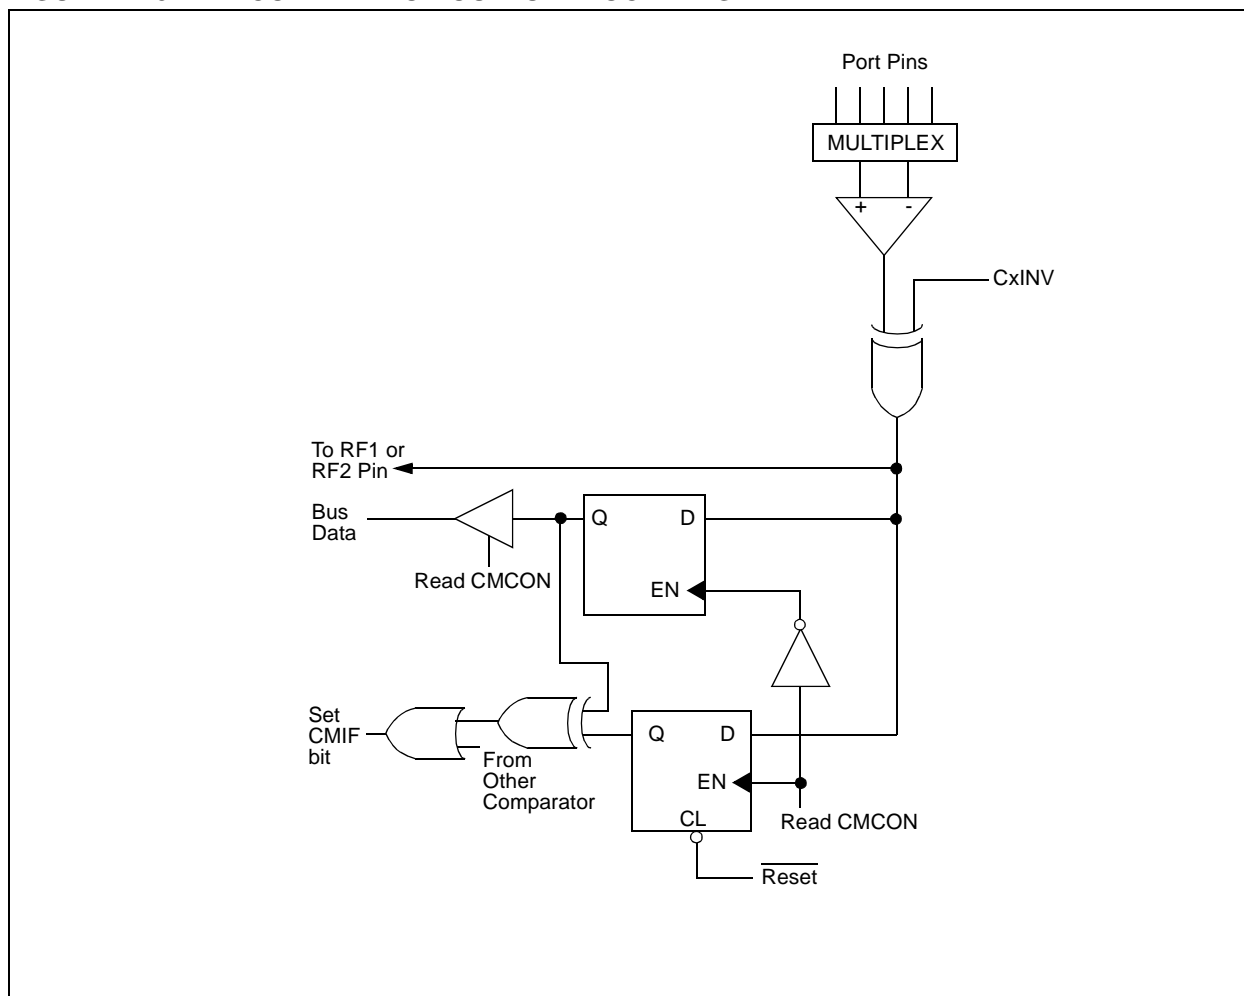 Port Pins
MULTIPLEX
+ -
CxINV
To RF1 or
RF2 Pin
Bus
Data
Q D
EN
Read CMCON
Set
CMIF
bit
From
Other
Comparator
Q D
EN
CL
Read CMCON
Reset